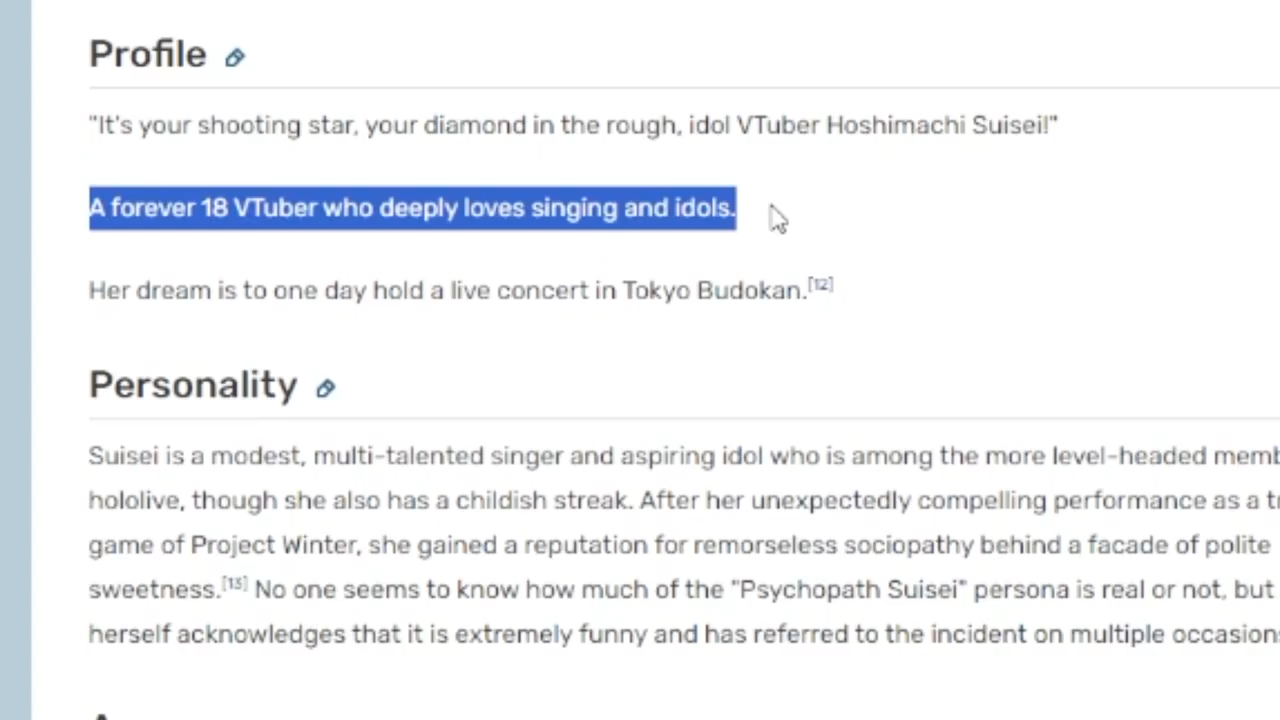 Profile
"It's your shooting star, your diamond in the rough, idol VTuber Hoshimachi Suisei!"
A forever 18 VTuber who deeply loves singing and idols.
Her dream is to one day hold a live concert in Tokyo Budokan.[12]
Personality
Suisei is a modest, multi-talented singer and aspiring idol who is among the more level-headed
hololive, though she also has a childish streak. After her unexpectedly compelling performance as a
game of Project Winter, she gained a reputation for remorseless sociopathy behind a facade of polite
sweetness.[13] No one seems to know how much of the "Psychopath Suisei" persona is real or not, but
herself acknowledges that it is extremely funny and has referred to the incident on multiple